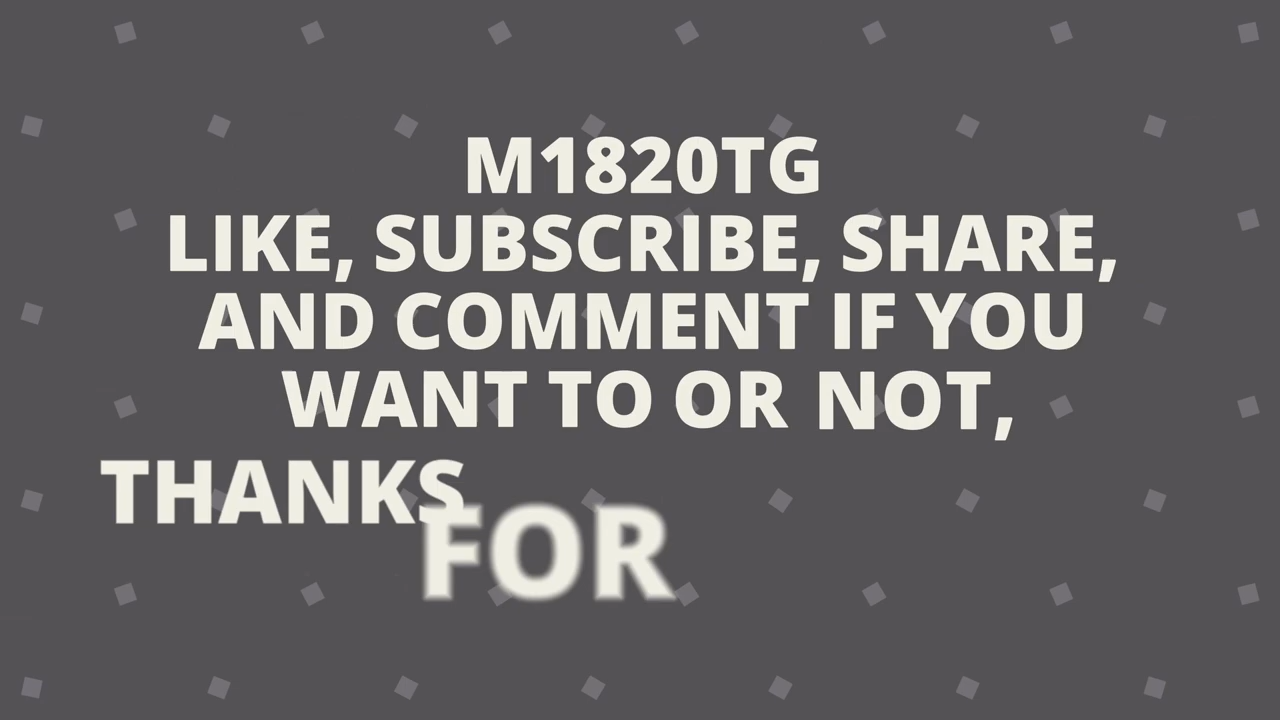 M1820TG
LIKE, SUBSCRIBE, SHARE,
AND COMMENT IF YOU
WANT TO OR NOT,
THANKS
FOR